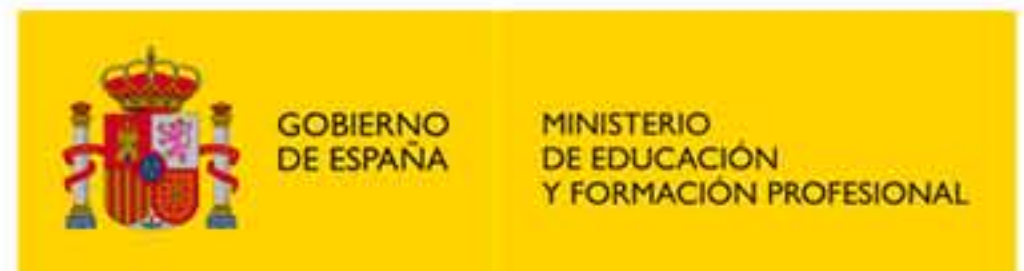 GOBIERNO
DE ESPAÑA
MINISTERIO
DE EDUCACIÓN
Y FORMACIÓN PROFESIONAL